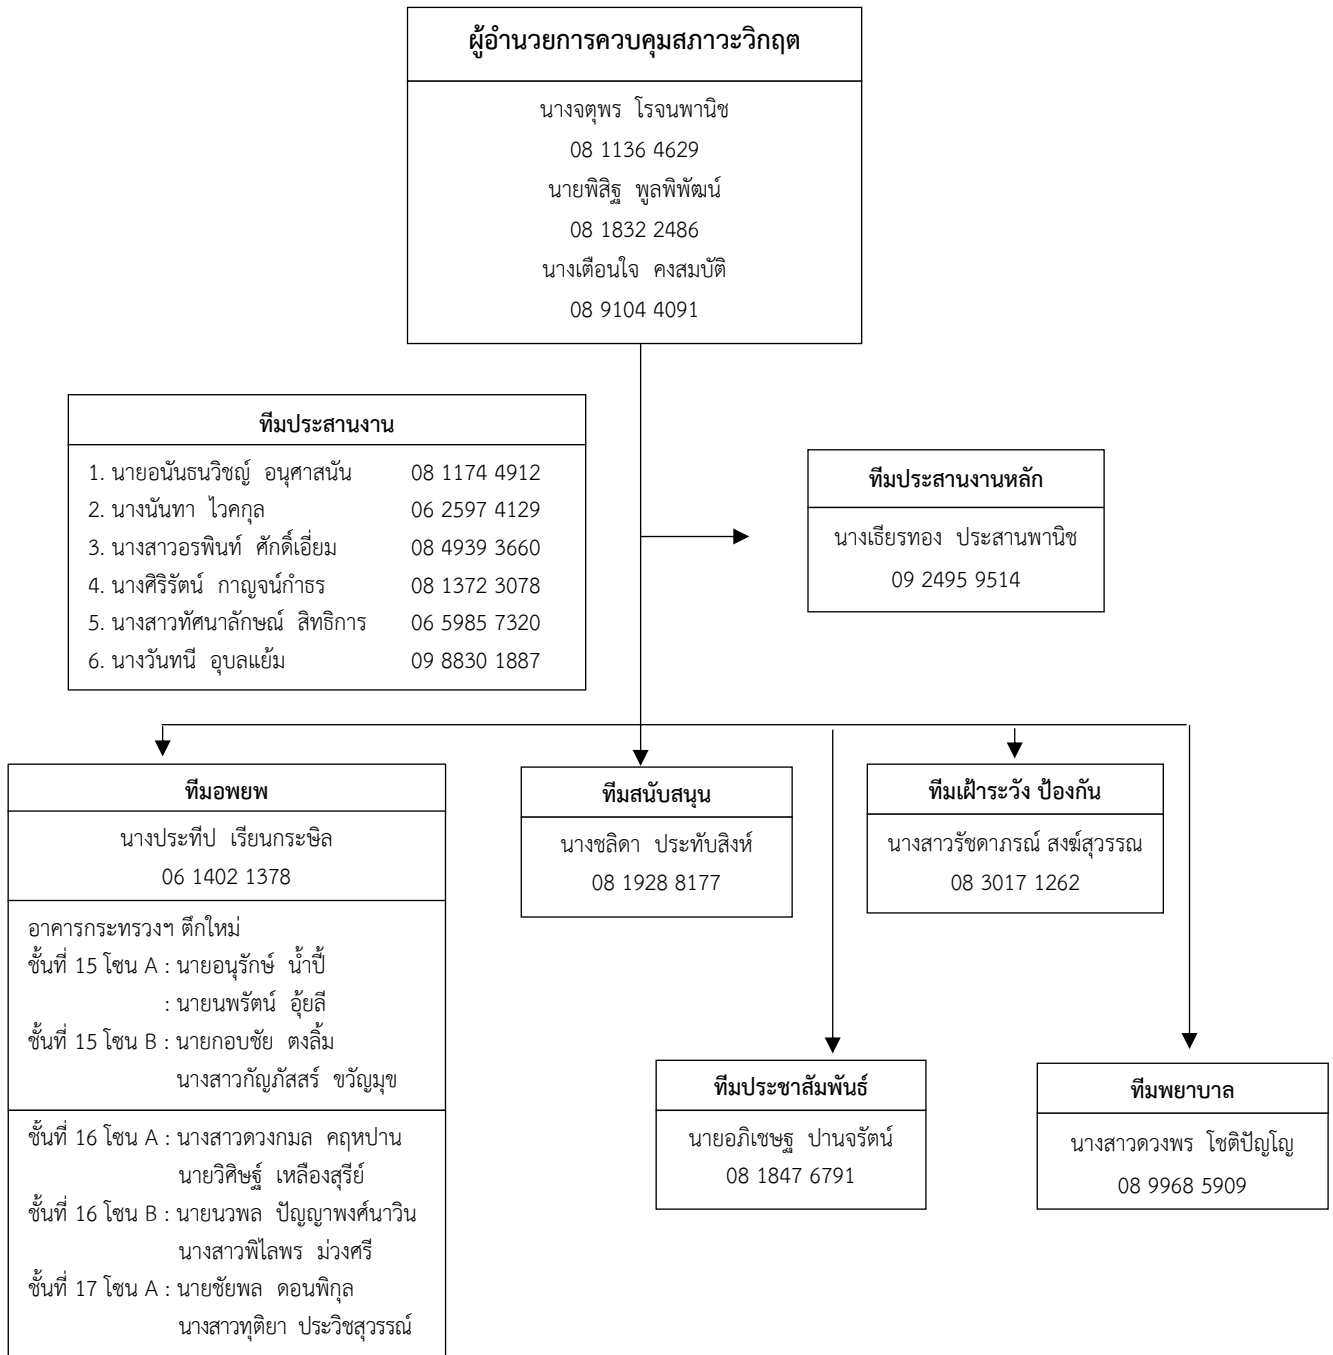 ผู้อำนวยการควบคุมสภาวะวิกฤต
นางจตุพร โรจนพานิช
08 1136 4629
นายพิสิฐ พูลพิพัฒน์
08 1832 2486
นางเตือนใจ คงสมบัติ
08 9104 4091
ทีมประสานงาน
1. นายอนันธนวิชญ์ อนุศาสนัน 08 1174 4912
2. นางนันทา ไวคกุล 06 2597 4129
3. นางสาวอรพินท์ ศักดิ์เอี่ยม 08 4939 3660
4. นางศิริรัตน์ กาญจน์กำธร 08 1372 3078
5. นางสาวทัศนาลักษณ์ สิทธิการ 06 5985 7320
6. นางวันทนี อุบลแย้ม 09 8830 1887
ทีมประสานงานหลัก
นางเธียรทอง ประสานพานิช
09 2495 9514
ทีมอพยพ
นางประทีป เรียนกระษิล
06 1402 1378
อาคารกระทรวงฯ ตึกใหม่
ชั้นที่ 15 โซน A : นายอนุรักษ์ น้ำปี้
: นายนพรัตน์ อุ้ยลี
ชั้นที่ 15 โซน B : นายกอบชัย ตงลิ้ม
นางสาวกัญภัสสร์ ขวัญมุข
ชั้นที่ 16 โซน A : นางสาวดวงกมล คฤหปาน
นายวิศิษฐ์ เหลืองสุรีย์
ชั้นที่ 16 โซน B : นายนวพล ปัญญาพงศ์นาวิน
นางสาวพิไลพร ม่วงศรี
ชั้นที่ 17 โซน A : นายชัยพล ดอนพิกุล
นางสาวทุติยา ประวิชสุวรรณ์
ทีมสนับสนุน
นางชลิดา ประทับสิงห์
08 1928 8177
ทีมเฝ้าระวัง ป้องกัน
นางสาวรัชดาภรณ์ สงฆ์สุวรรณ
08 3017 1262
ทีมประชาสัมพันธ์
นายอภิเชษฐ ปานจรัตน์
08 1847 6791
ทีมพยาบาล
นางสาวดวงพร โชติปัญโญ
08 9968 5909